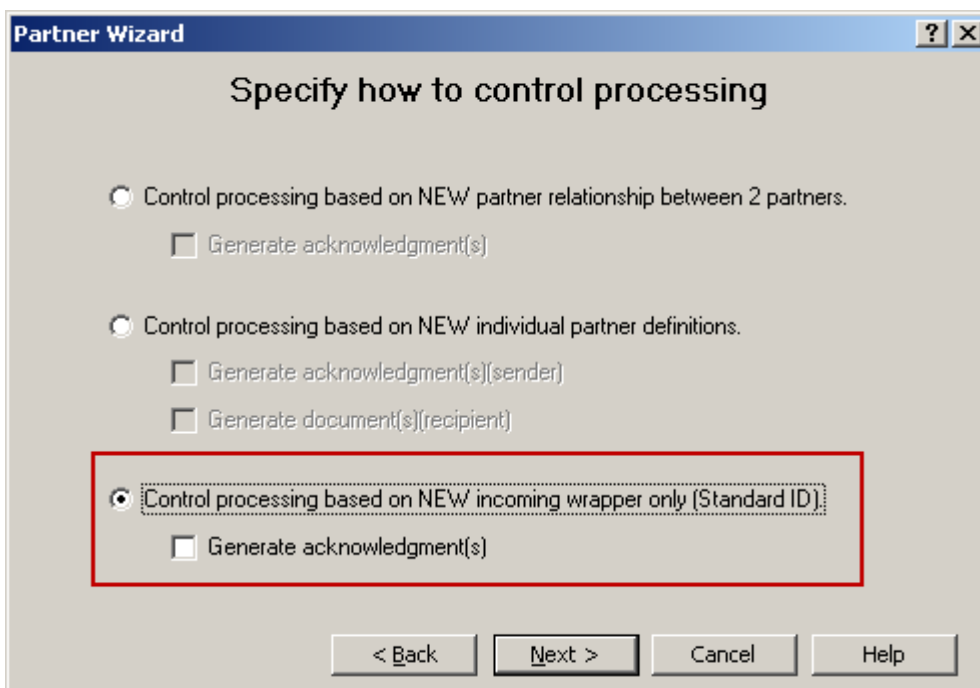 Partner Wizard
Specify how to control processing
Control processing based on NEW partner relationship between 2 partners.
Generate acknowledgment(s)
Control processing based on NEW individual partner definitions.
Generate acknowledgment(s)(sender)
Generate document(s)(recipient)
Control processing based on NEW incoming wrapper only (Standard ID).
Generate acknowledgment(s)
< Back Next > Cancel Help